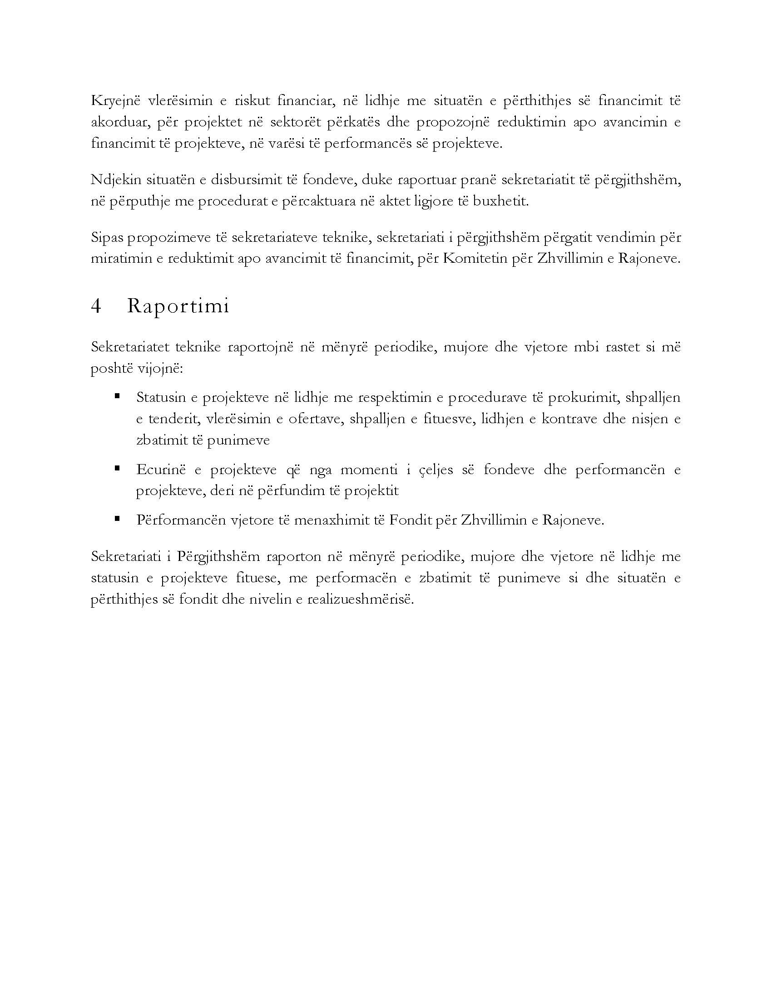 Kryejnë vlerësimin e riskut financiar, në lidhje me situatën e përthithjes së financimit të
akorduar, për projektet në sektorët përkatës dhe propozojnë reduktimin apo avancimin e
financimit të projekteve, në varësi të performancës së projekteve.
Ndjekin situatën e disbursimit të fondeve, duke raportuar pranë sekretariatit të përgjithshëm,
në përputhje me procedurat e përcaktuara në aktet ligjore të buxhetit.
Sipas propozimeve të sekretariateve teknike, sekretariati i përgjithshëm përgatit vendimin për
miratimin e reduktimit apo avancimit të financimit, për Komitetin për Zhvillimin e Rajoneve.
4 Raportimi
Sekretariatet teknike raportojnë në mënyrë periodike, mujore dhe vjetore mbi rastet si më
poshtë vijojnë:
▪ Statusin e projekteve në lidhje me respektimin e procedurave të prokurimit, shpalljen
e tenderit, vlerësimin e ofertave, shpalljen e fituesve, lidhjen e kontrave dhe nisjen e
zbatimit të punimeve
▪ Ecurinë e projekteve që nga momenti i çeljes së fondeve dhe performancën e
projekteve, deri në përfundim të projektit
▪ Përformancën vjetore të menaxhimit të Fondit për Zhvillimin e Rajoneve.
Sekretariati i Përgjithshëm raporton në mënyrë periodike, mujore dhe vjetore në lidhje me
statusin e projekteve fituese, me performacën e zbatimit të punimeve si dhe situatën e
përthithjes së fondit dhe nivelin e realizueshmërisë.